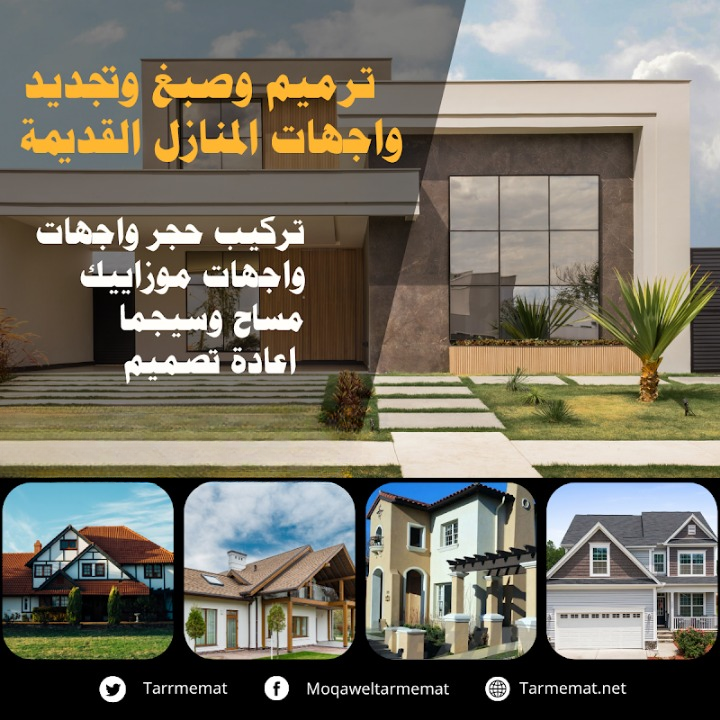 ترميم وصبغ وتجديد
واجهات المنازل القديمة
تركيب حجر واجهات
واجهات موزاييك
مساح وسيجما
اعادة تصميم
Tarrmemat
Moqaweltarmemat
Tarmemat.net